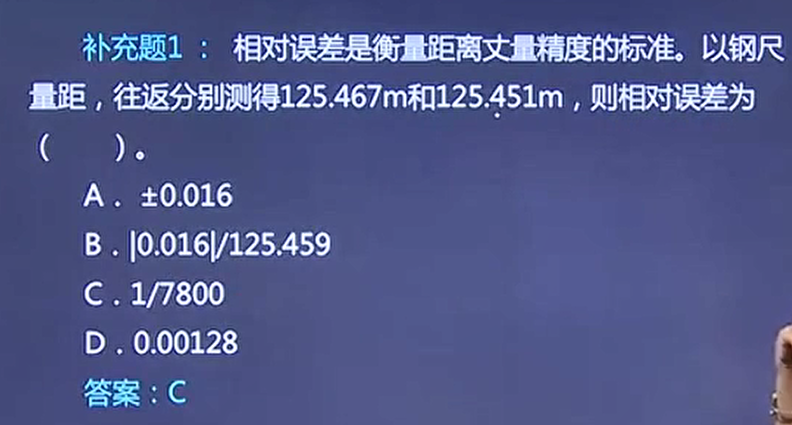 补充题1 ： 相对误差是衡量距离丈量精度的标准。以钢尺
量距，往返分别测得125.467m和125.451m，则相对误差为
（　　）。
A． ±0.016
B．|0.016|/125.459
C．1/7800
D．0.00128
答案：C